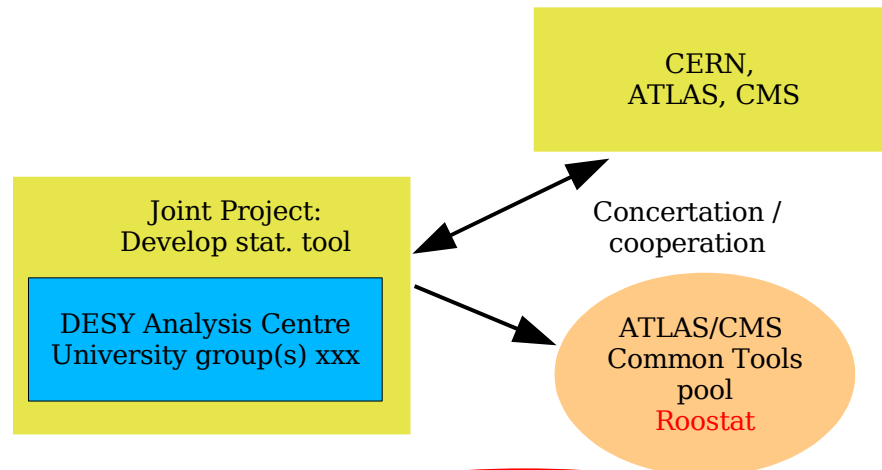 CERN,
ATLAS, CMS
Joint Project:
Develop stat. tool
Concertation /
cooperation
DESY Analysis Centre
University group(s) xxx
ATLAS/CMS
Common Tools
pool
Roostat